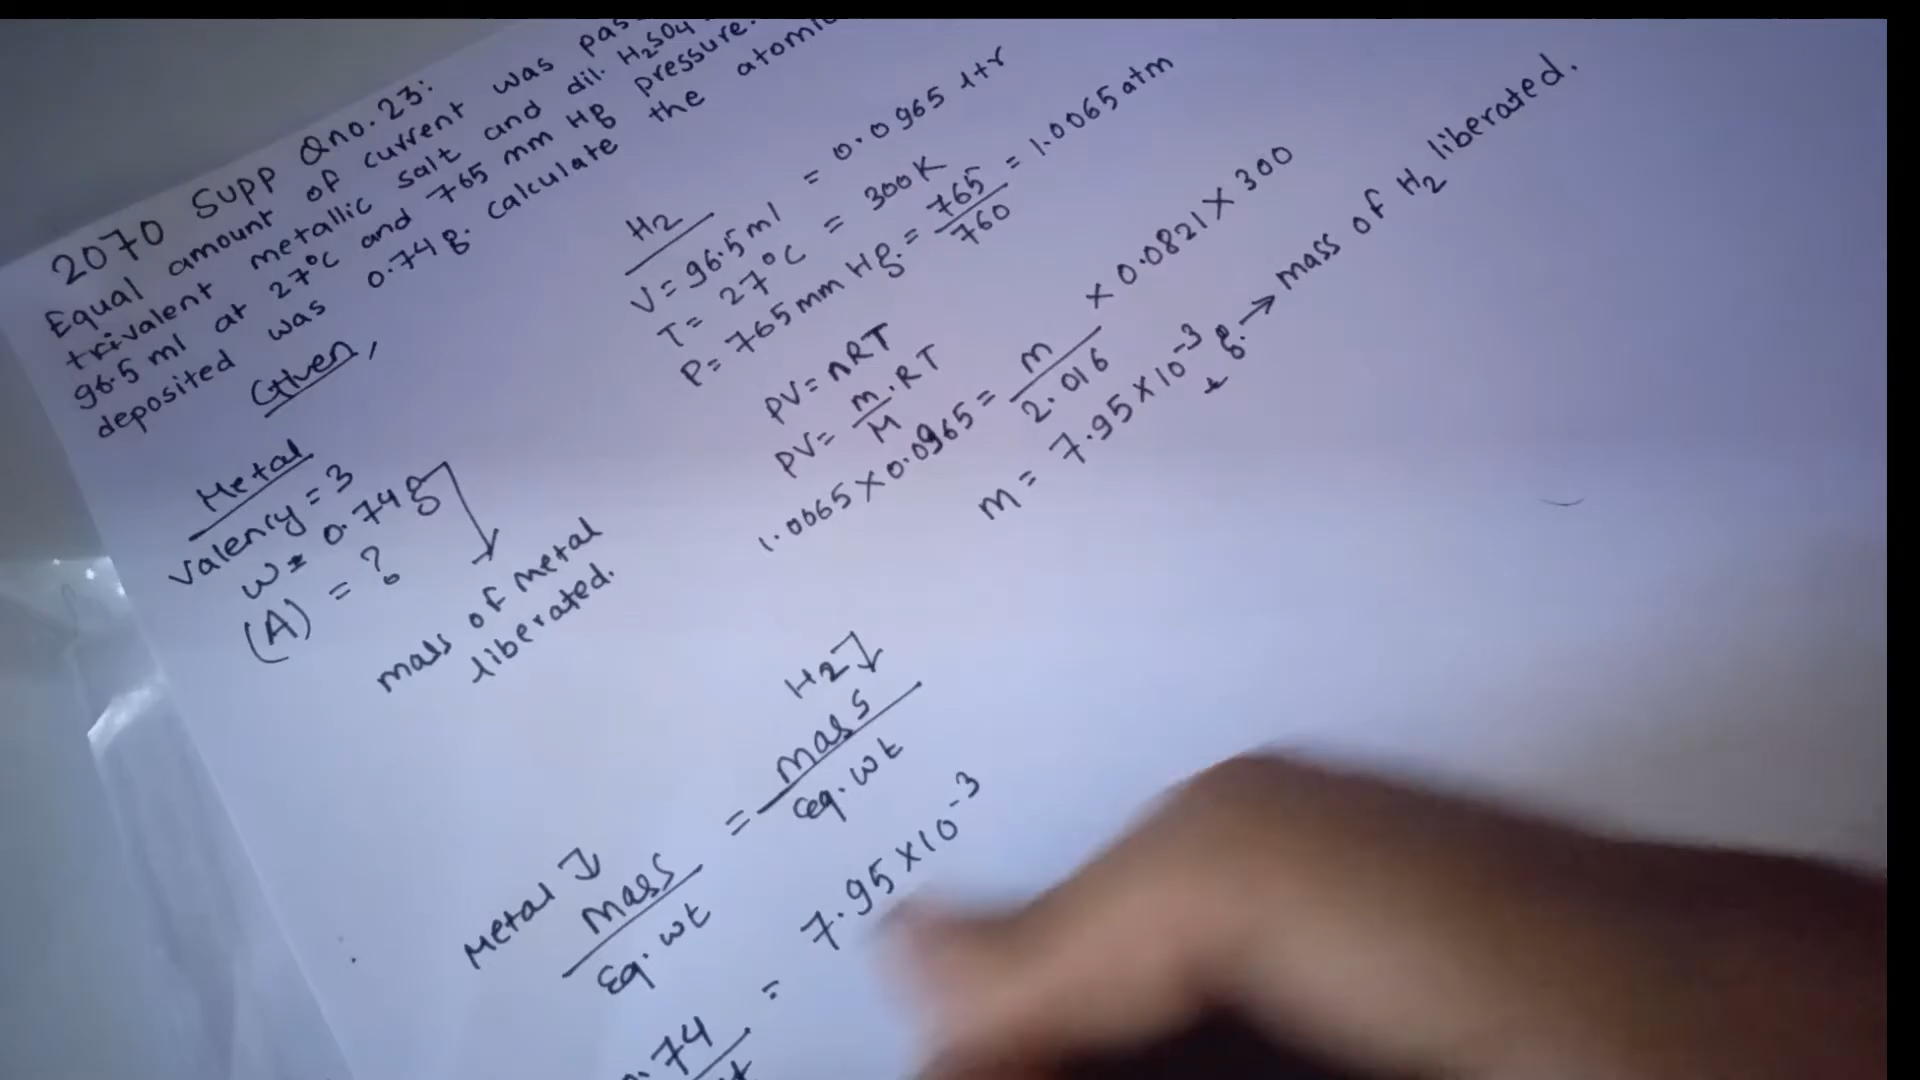 2070 Supp Qno.23:
Equal amount of current was pas
trivalent metallic salt and dil. H₂SO₄
96.5 ml at 27°C and 765 mm Hg pressure.
deposited was 0.74 g. calculate the atomic
Given,
Metal
Valency = 3
w = 0.74 g
(A) = ?
mass of metal
liberated.
H₂
V = 96.5 ml = 0.0965 ltr
T = 27°C = 300K
P = 765 mm Hg. = 765/760 = 1.0065 atm
PV = nRT
PV = m/M . RT
1.0065 × 0.0965 = m/2.016 × 0.0821 × 300
m = 7.95 × 10⁻³ g. → mass of H₂ liberated.
Metal ↓ H₂ ↓
mass/Eq. wt = mass/Eq. wt
.74 = 7.95 × 10⁻³